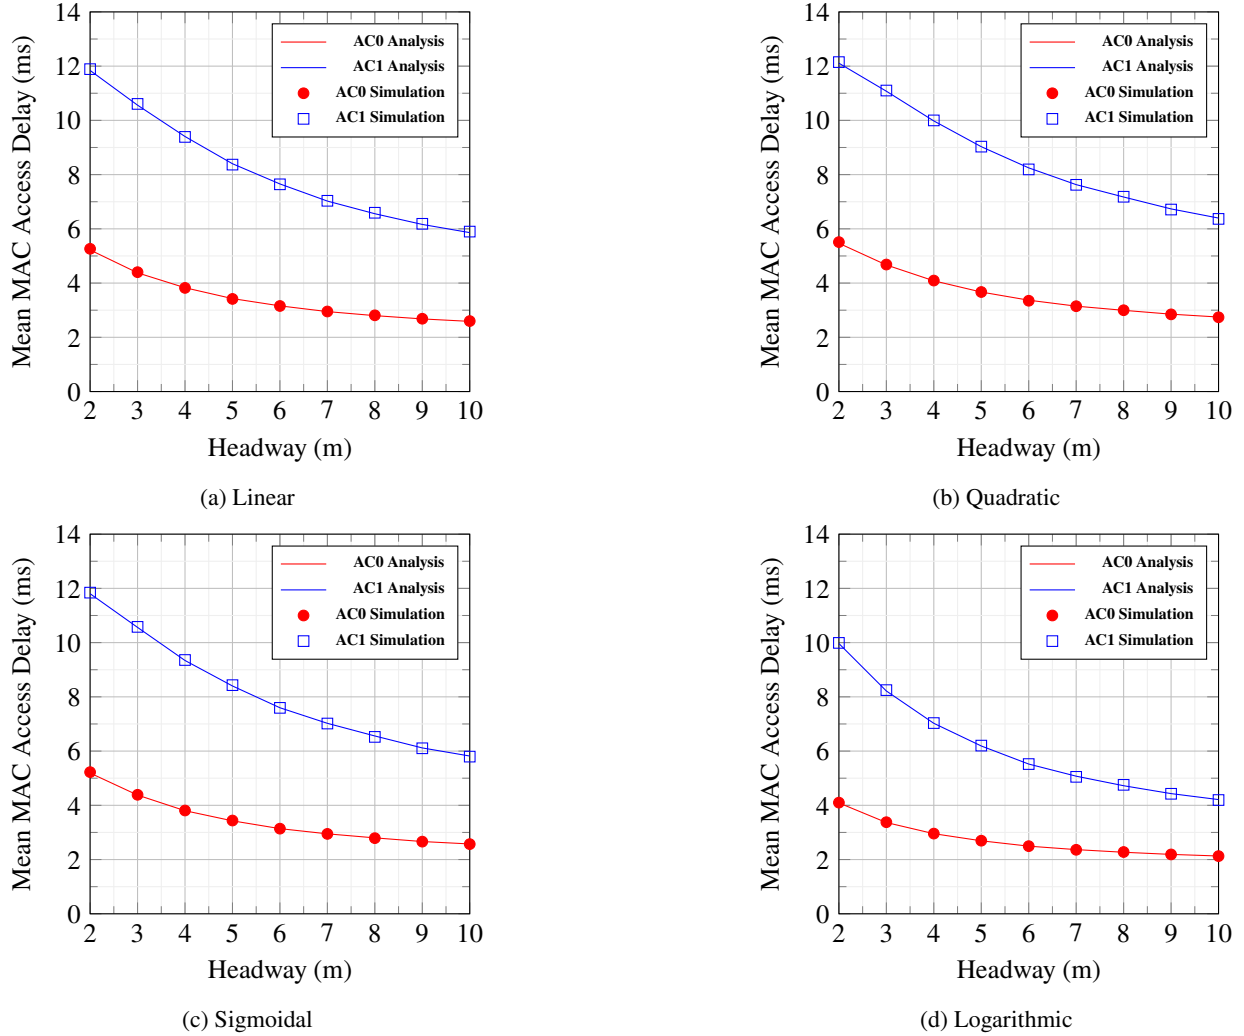 Mean MAC Access Delay (ms)
14
12
10
8
6
4
2
0
AC0 Analysis
AC1 Analysis
AC0 Simulation
AC1 Simulation
2 3 4 5 6 7 8 9 10
Headway (m)
(a) Linear
Mean MAC Access Delay (ms)
14
12
10
8
6
4
2
0
AC0 Analysis
AC1 Analysis
AC0 Simulation
AC1 Simulation
2 3 4 5 6 7 8 9 10
Headway (m)
(b) Quadratic
Mean MAC Access Delay (ms)
14
12
10
8
6
4
2
0
AC0 Analysis
AC1 Analysis
AC0 Simulation
AC1 Simulation
2 3 4 5 6 7 8 9 10
Headway (m)
(c) Sigmoidal
Mean MAC Access Delay (ms)
14
12
10
8
6
4
2
0
AC0 Analysis
AC1 Analysis
AC0 Simulation
AC1 Simulation
2 3 4 5 6 7 8 9 10
Headway (m)
(d) Logarithmic